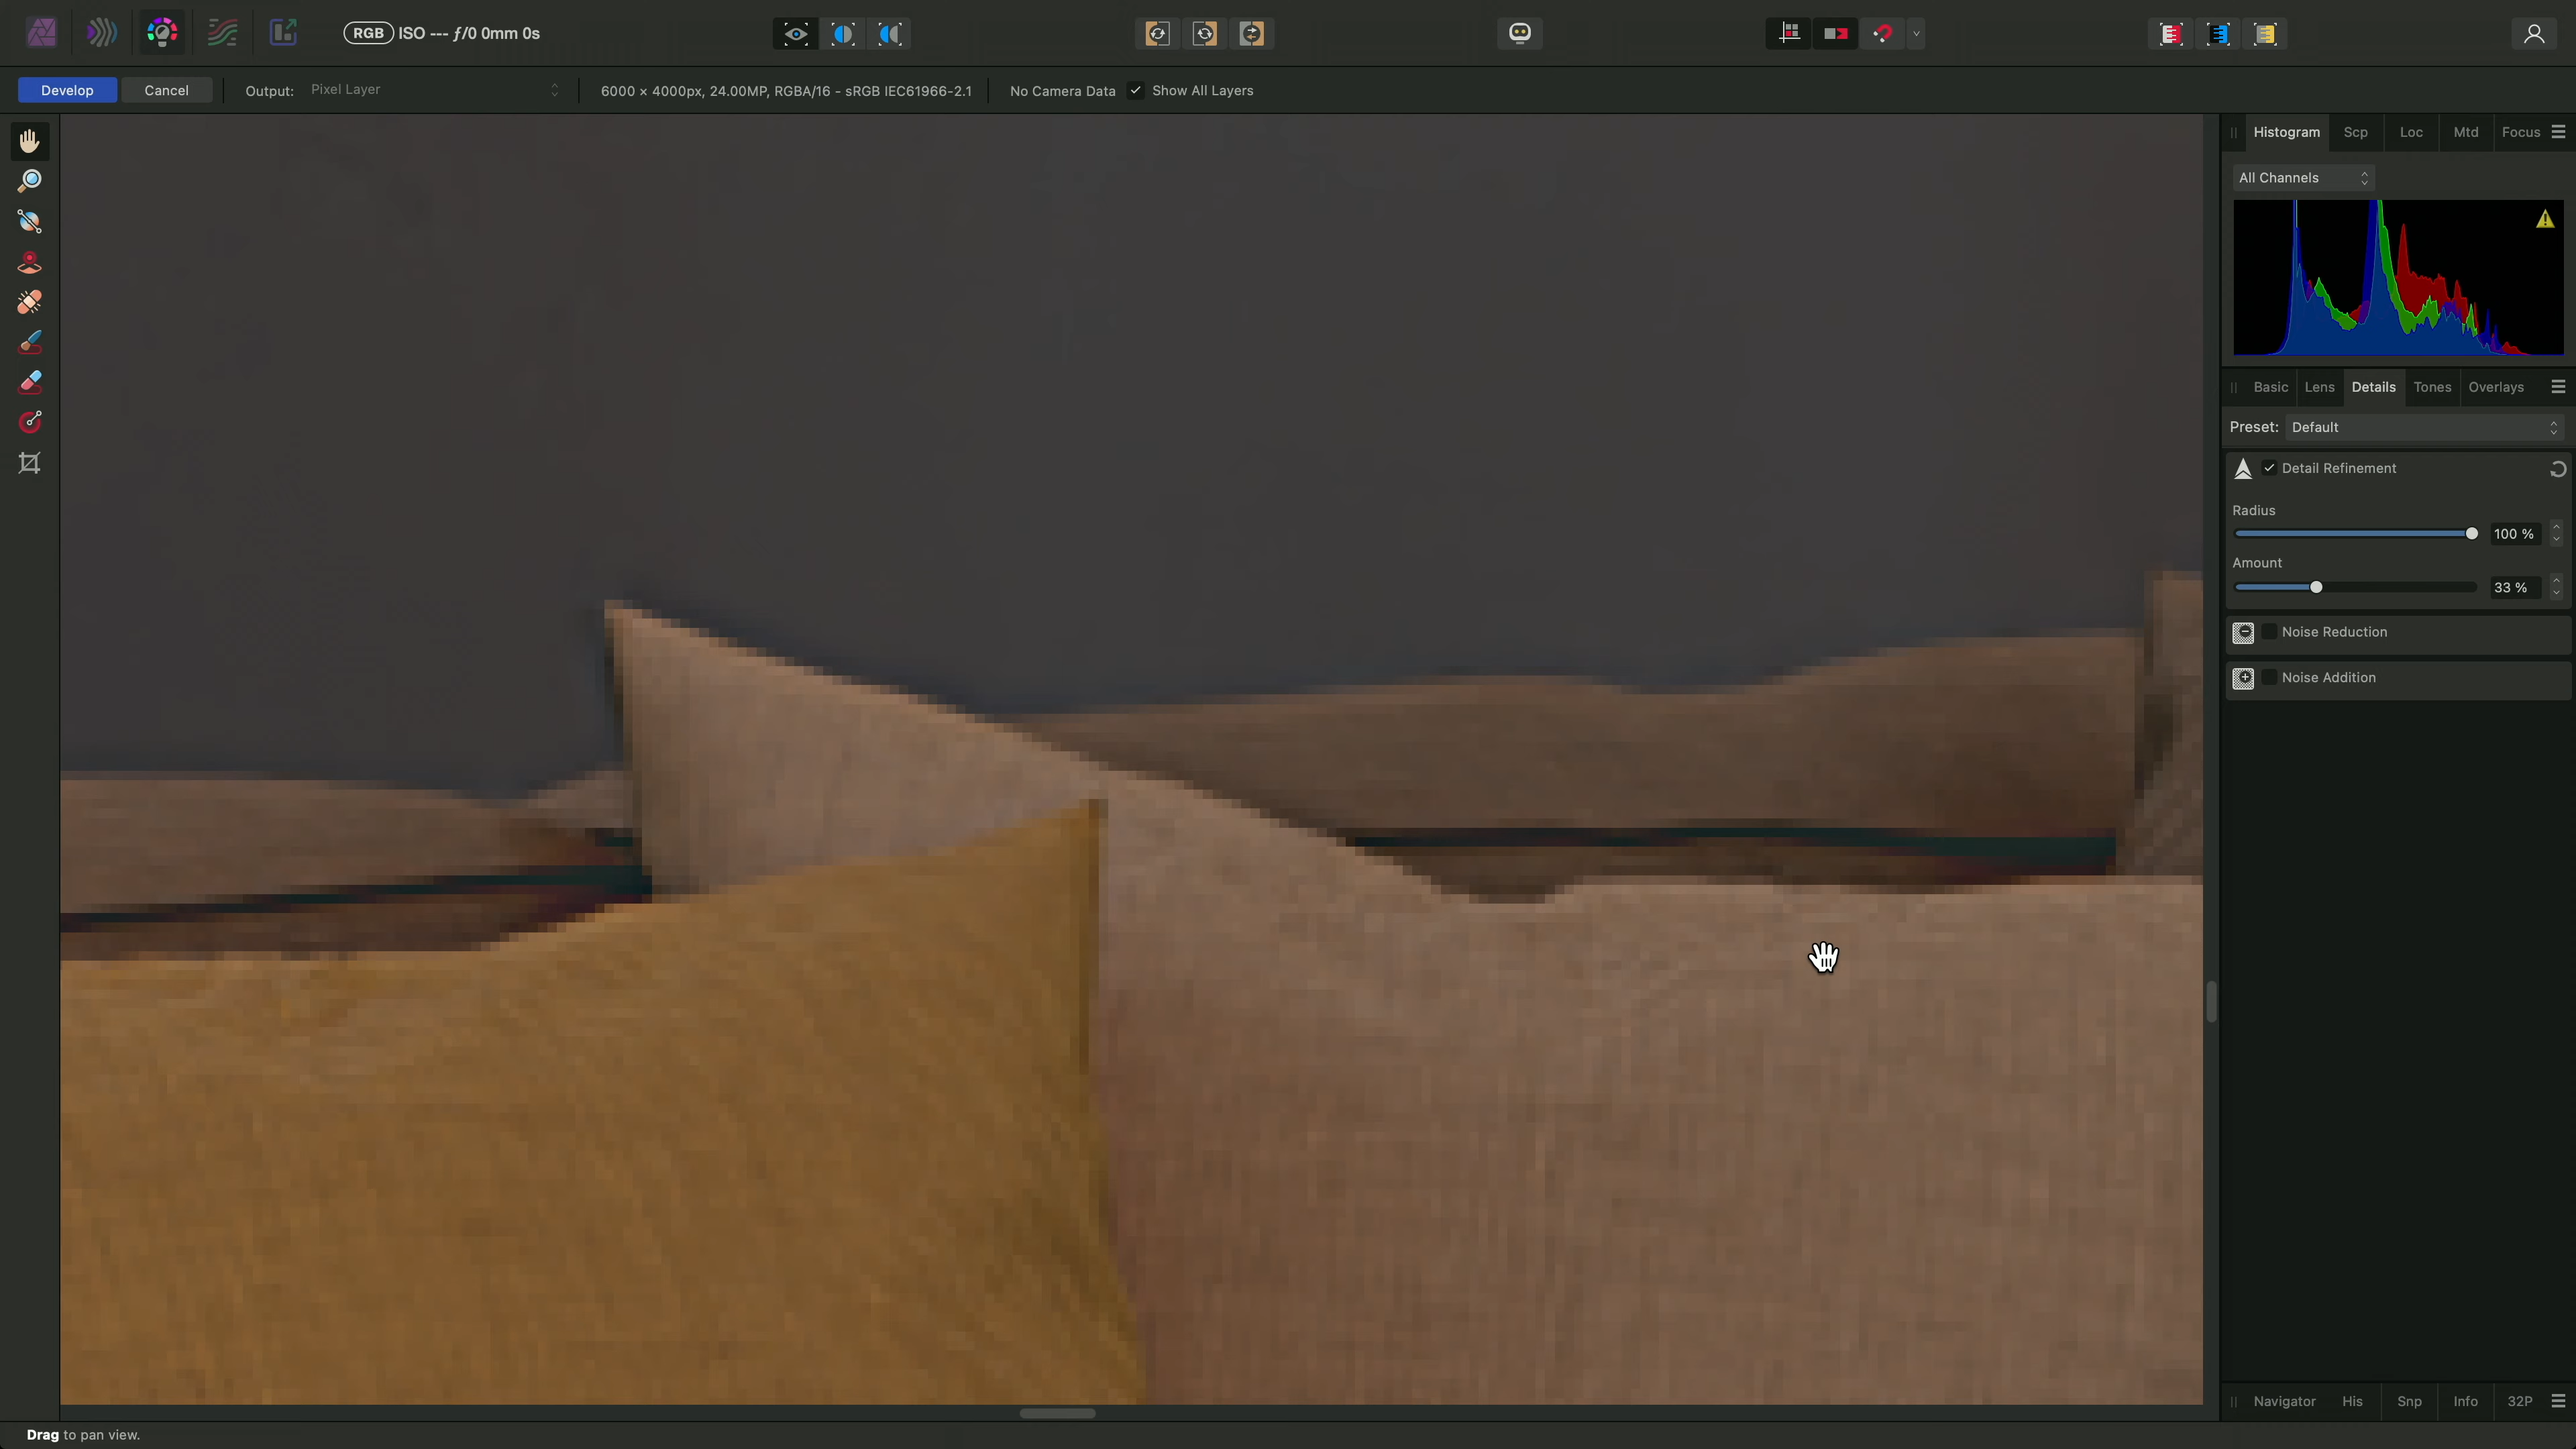 RGB ISO --- ƒ/0 0mm 0s
Develop Cancel Output: Pixel Layer 6000 × 4000px, 24.00MP, RGBA/16 - sRGB IEC61966-2.1 No Camera Data Show All Layers
Histogram Scp Loc Mtd Focus
All Channels
Basic Lens Details Tones Overlays
Preset: Default
Detail Refinement
Radius
100 %
Amount
33 %
Noise Reduction
Noise Addition
Navigator His Snp Info 32P
Drag to pan view.